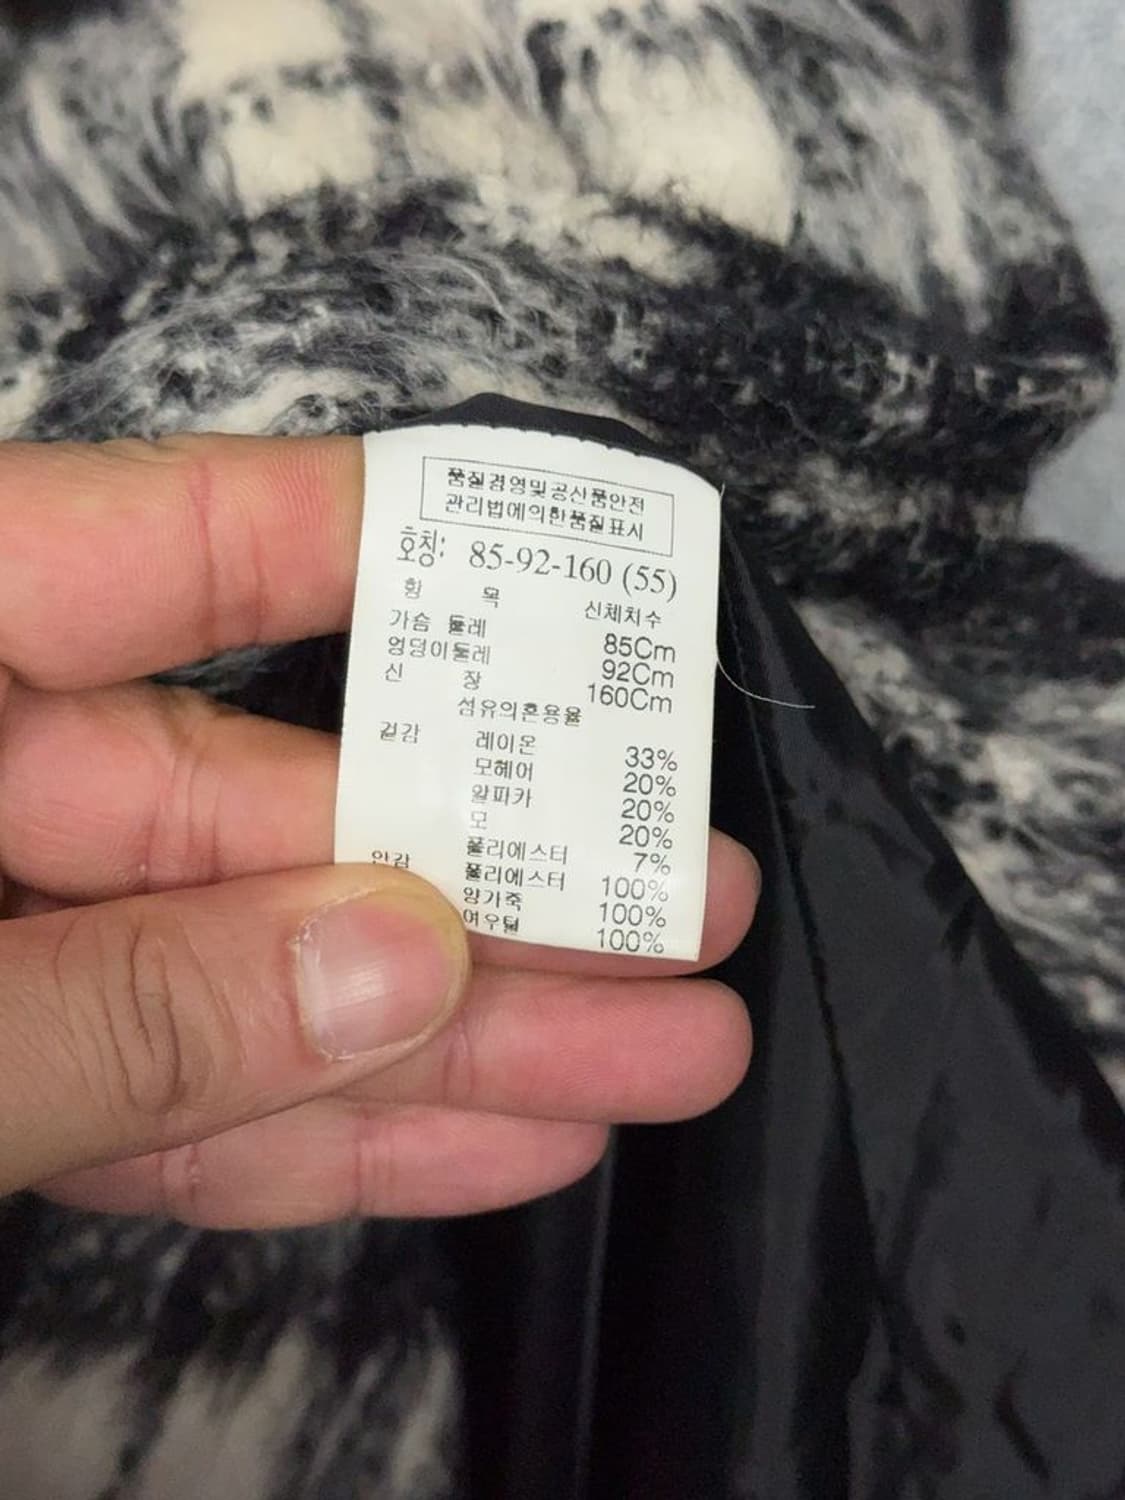 품질경영및공산품안전
관리법에의한품질표시
호칭: 85-92-160 (55)
항 목 신체치수
가슴 둘레 85Cm
엉덩이둘레 92Cm
신 장 160Cm
섬유의혼용율
겉감 레이온 33%
모헤어 20%
알파카 20%
모 20%
폴리에스터 7%
안감 폴리에스터 100%
양가죽 100%
여우털 100%